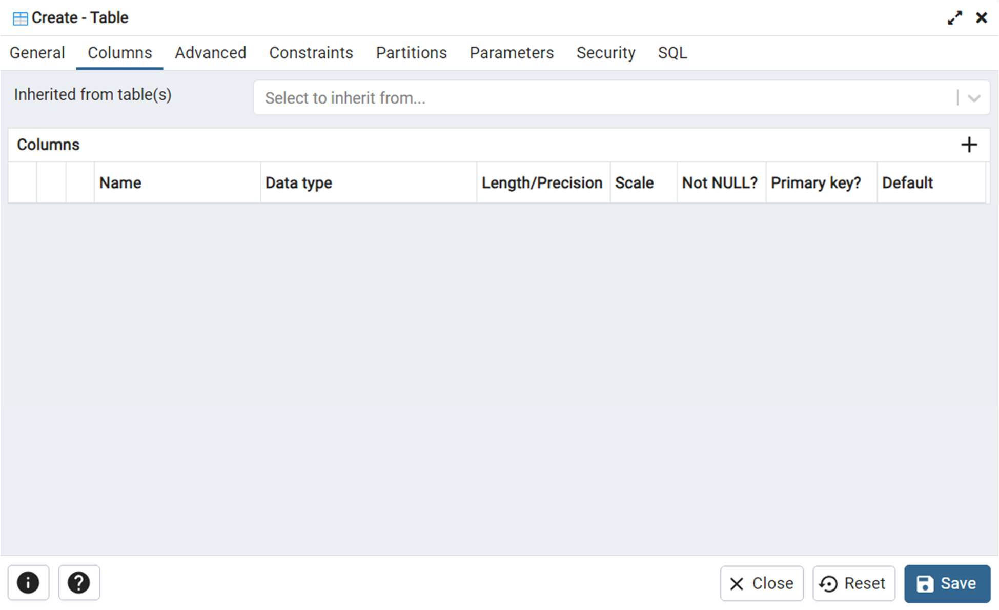 Create - Table
General Columns Advanced Constraints Partitions Parameters Security SQL
Inherited from table(s) Select to inherit from...
Columns
Name Data type Length/Precision Scale Not NULL? Primary key? Default
Close Reset Save